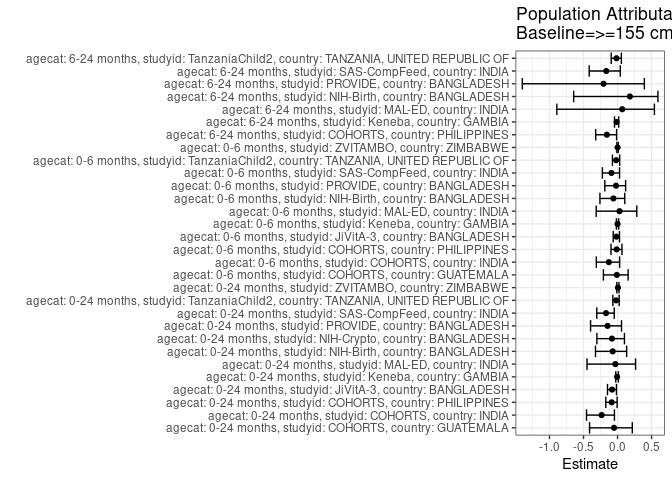 Population Attributa
Baseline=>=155 cm
agecat: 6-24 months, studyid: TanzaniaChild2, country: TANZANIA, UNITED REPUBLIC OF
agecat: 6-24 months, studyid: SAS-CompFeed, country: INDIA
agecat: 6-24 months, studyid: PROVIDE, country: BANGLADESH
agecat: 6-24 months, studyid: NIH-Birth, country: BANGLADESH
agecat: 6-24 months, studyid: MAL-ED, country: INDIA
agecat: 6-24 months, studyid: Keneba, country: GAMBIA
agecat: 6-24 months, studyid: COHORTS, country: PHILIPPINES
agecat: 0-6 months, studyid: ZVITAMBO, country: ZIMBABWE
agecat: 0-6 months, studyid: TanzaniaChild2, country: TANZANIA, UNITED REPUBLIC OF
agecat: 0-6 months, studyid: SAS-CompFeed, country: INDIA
agecat: 0-6 months, studyid: PROVIDE, country: BANGLADESH
agecat: 0-6 months, studyid: NIH-Birth, country: BANGLADESH
agecat: 0-6 months, studyid: MAL-ED, country: INDIA
agecat: 0-6 months, studyid: Keneba, country: GAMBIA
agecat: 0-6 months, studyid: JiVitA-3, country: BANGLADESH
agecat: 0-6 months, studyid: COHORTS, country: PHILIPPINES
agecat: 0-6 months, studyid: COHORTS, country: INDIA
agecat: 0-6 months, studyid: COHORTS, country: GUATEMALA
agecat: 0-24 months, studyid: ZVITAMBO, country: ZIMBABWE
agecat: 0-24 months, studyid: TanzaniaChild2, country: TANZANIA, UNITED REPUBLIC OF
agecat: 0-24 months, studyid: SAS-CompFeed, country: INDIA
agecat: 0-24 months, studyid: PROVIDE, country: BANGLADESH
agecat: 0-24 months, studyid: NIH-Crypto, country: BANGLADESH
agecat: 0-24 months, studyid: NIH-Birth, country: BANGLADESH
agecat: 0-24 months, studyid: MAL-ED, country: INDIA
agecat: 0-24 months, studyid: Keneba, country: GAMBIA
agecat: 0-24 months, studyid: JiVitA-3, country: BANGLADESH
agecat: 0-24 months, studyid: COHORTS, country: PHILIPPINES
agecat: 0-24 months, studyid: COHORTS, country: INDIA
agecat: 0-24 months, studyid: COHORTS, country: GUATEMALA
-1.0 -0.5 0.0 0.5
Estimate